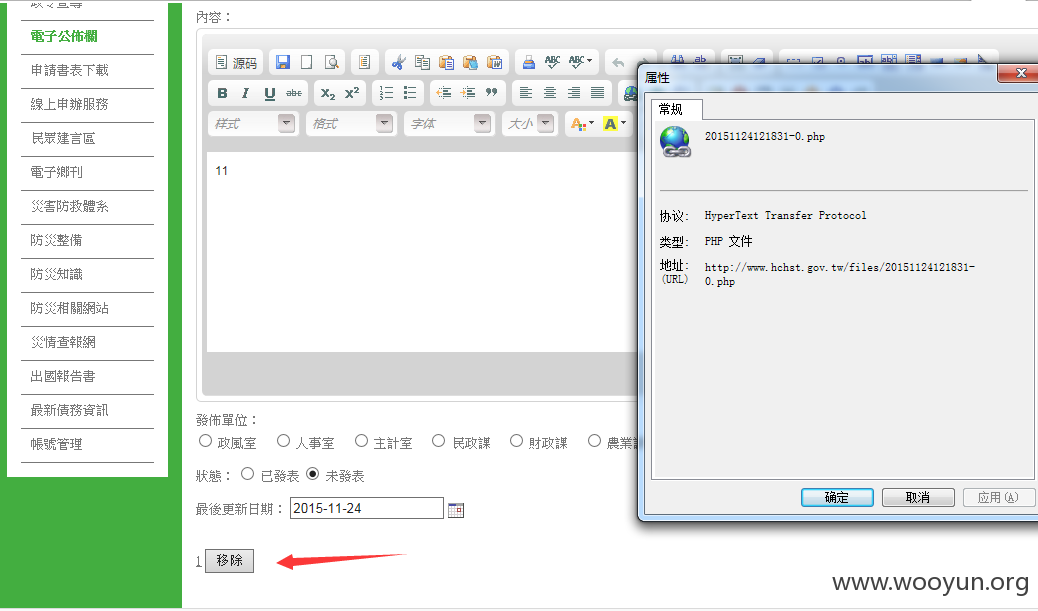 電子公佈欄
申請書表下載
線上申辦服務
民眾建言區
電子鄉刊
災害防救體系
防災整備
防災知識
防災相關網站
災情查報網
出國報告書
最新債務資訊
帳號管理
內容：
源码
B I U abc X₂ X²
样式 格式 字体 大小 A A
11
發佈單位：
政風室 人事室 主計室 民政課 財政課 農業
狀態： 已發表 未發表
最後更新日期： 2015-11-24
1 移除
属性
常规
20151124121831-0.php
协议: HyperText Transfer Protocol
类型: PHP 文件
地址: http://www.hchst.gov.tw/files/20151124121831-
(URL) 0.php
确定 取消 应用(A)
www.wooyun.org